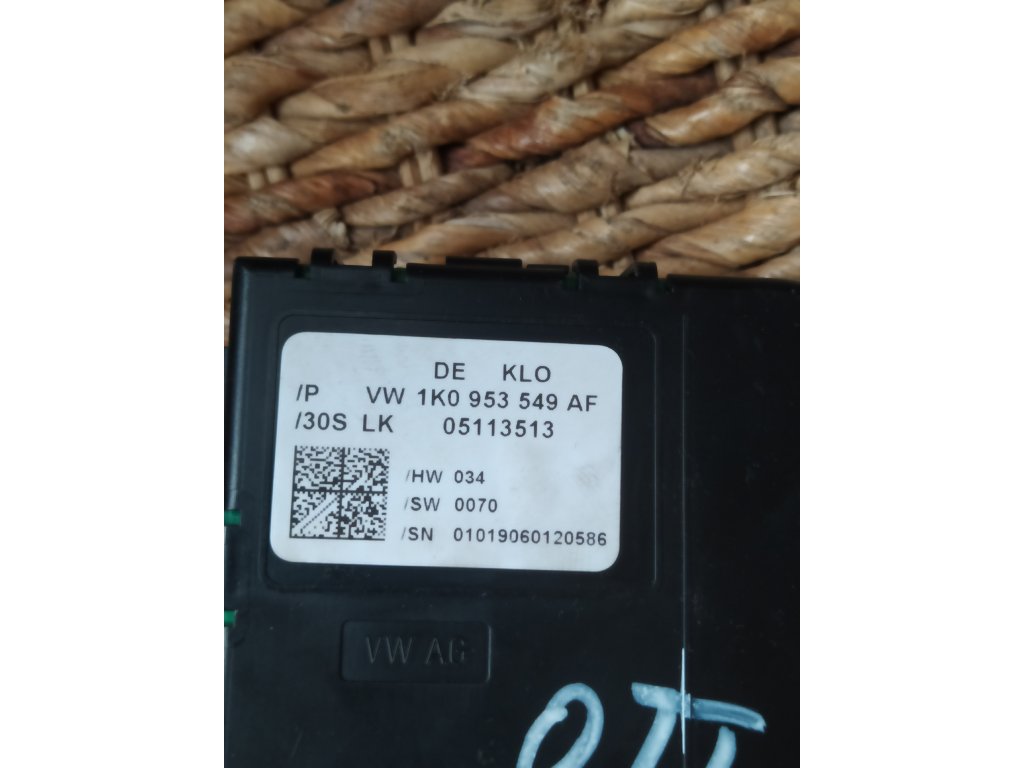 DE KLO
/P VW 1K0 953 549 AF
/30S LK 05113513
/HW 034
/SW 0070
/SN 01019060120586
VW AG